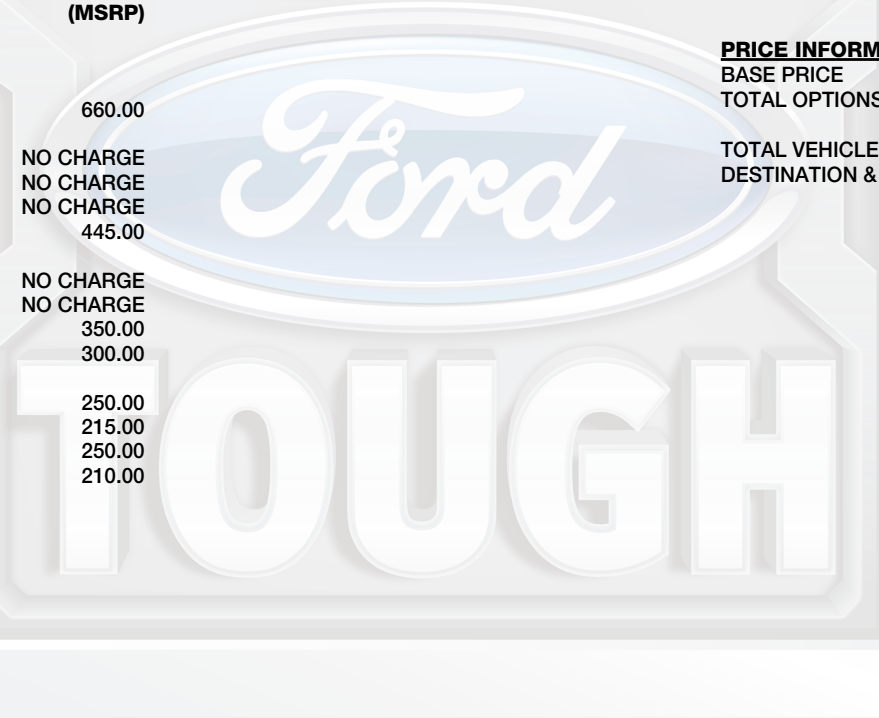 (MSRP)
660.00
NO CHARGE
NO CHARGE
NO CHARGE
445.00
NO CHARGE
NO CHARGE
350.00
300.00
250.00
215.00
250.00
210.00
PRICE INFORM
BASE PRICE
TOTAL OPTIONS
TOTAL VEHICLE
DESTINATION &
Ford
TOUGH